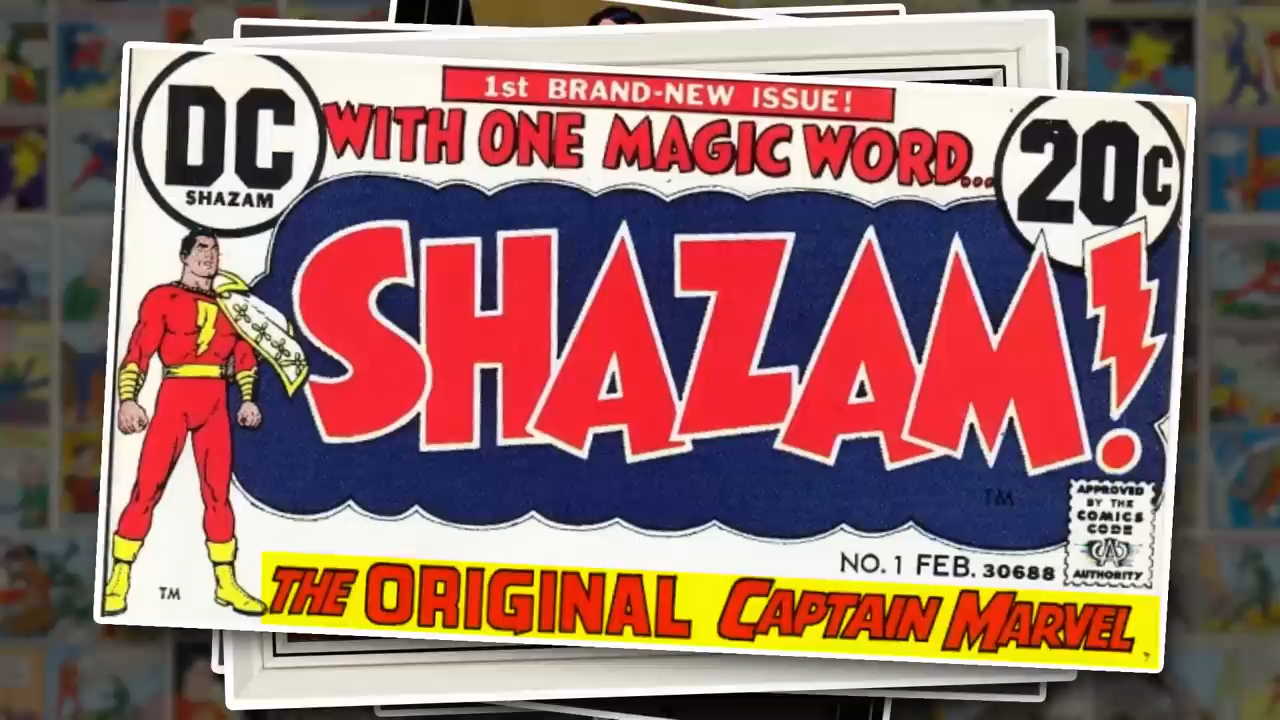 1st BRAND-NEW ISSUE!
DC
SHAZAM
WITH ONE MAGIC WORD...
20c
SHAZAM!
TM
APPROVED
BY THE
COMICS
CODE
CA
AUTHORITY
NO. 1 FEB. 30688
TM
THE ORIGINAL CAPTAIN MARVEL